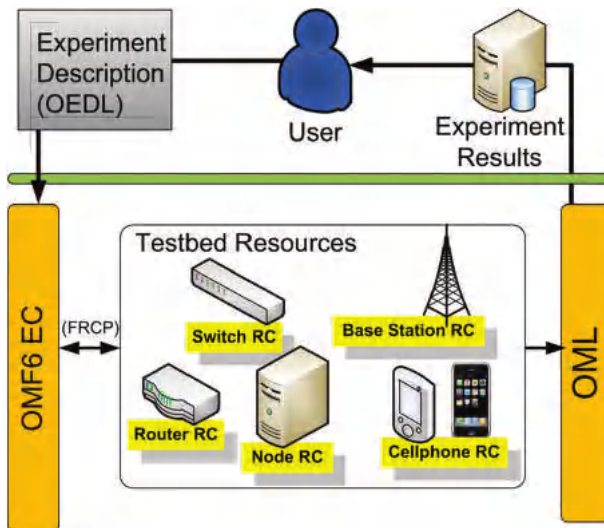 Experiment
Description
(OEDL)
User
Experiment
Results
OMF6 EC
(FRCP)
Testbed Resources
Switch RC
Base Station RC
Router RC
Node RC
Cellphone RC
OML